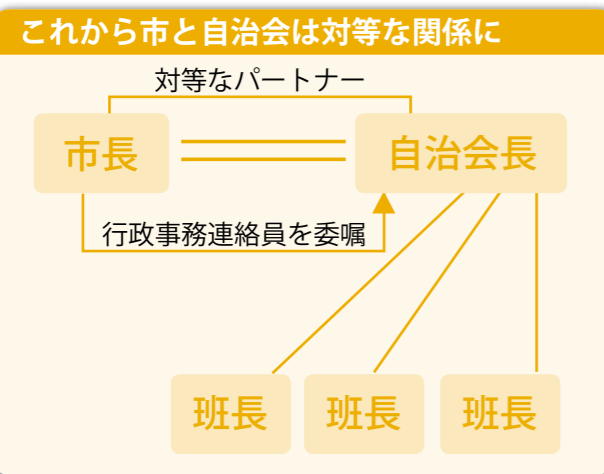 これから市と自治会は対等な関係に
対等なパートナー
市長
自治会長
行政事務連絡員を委嘱
班長
班長
班長